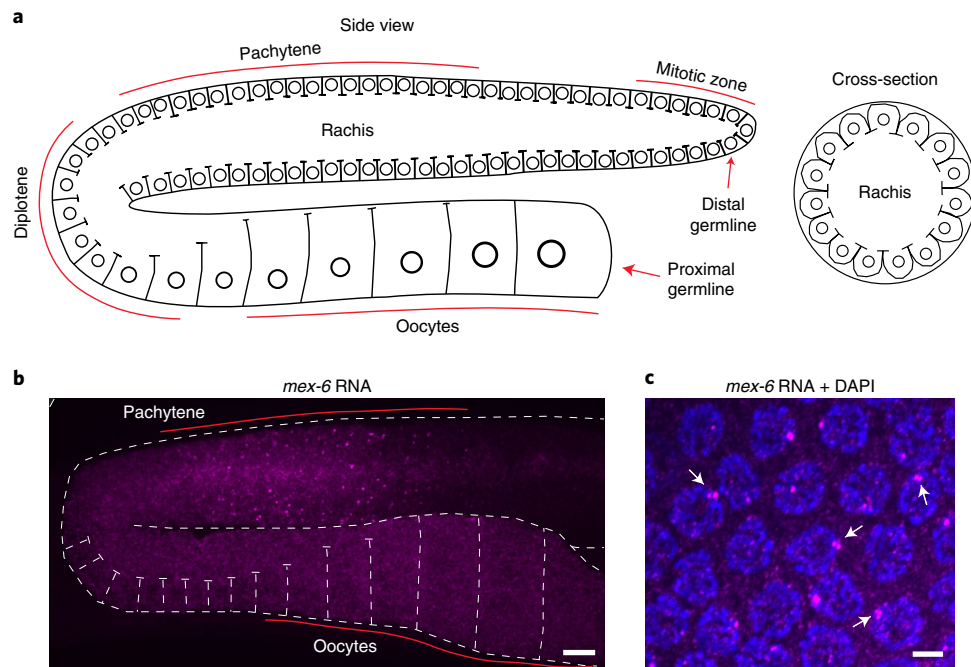 a
Side view
Pachytene
Mitotic zone
Cross-section
Rachis
Rachis
Diplotene
Distal
germline
Proximal
germline
Oocytes
b
mex-6 RNA
Pachytene
Oocytes
c
mex-6 RNA + DAPI